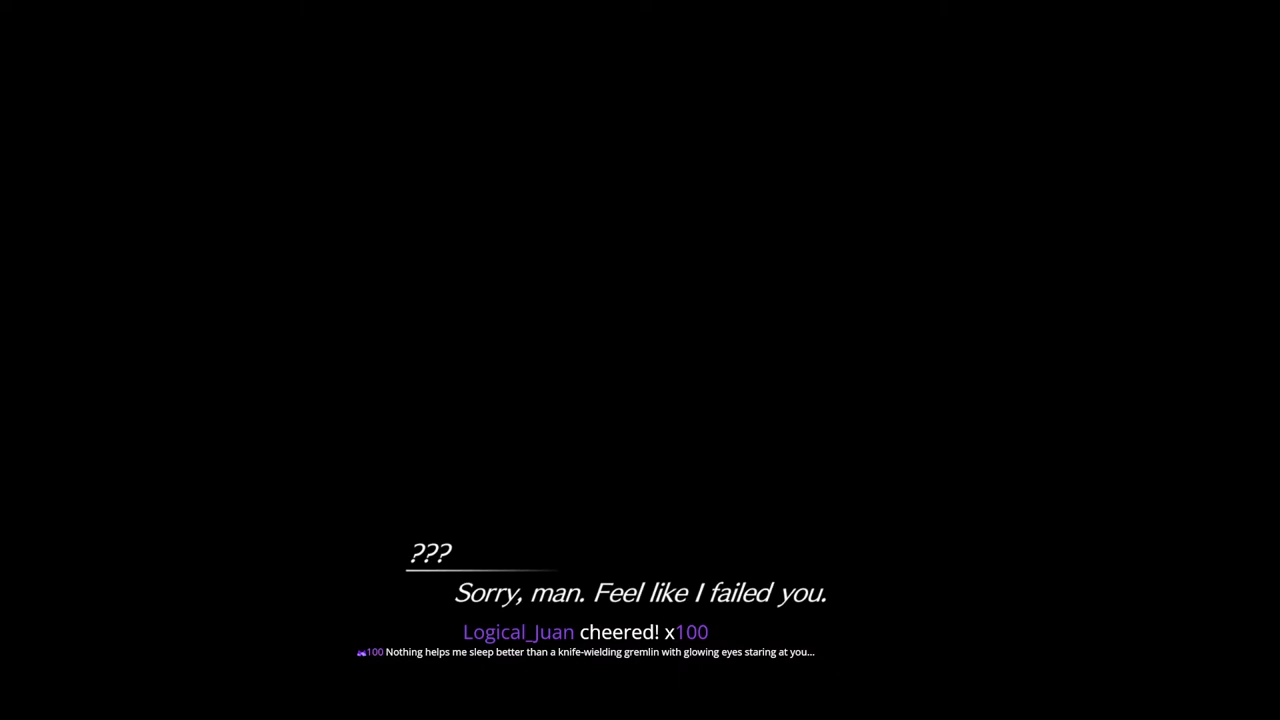 ???
Sorry, man. Feel like I failed you.
Logical_Juan cheered! x100
100 Nothing helps me sleep better than a knife-wielding gremlin with glowing eyes staring at you...